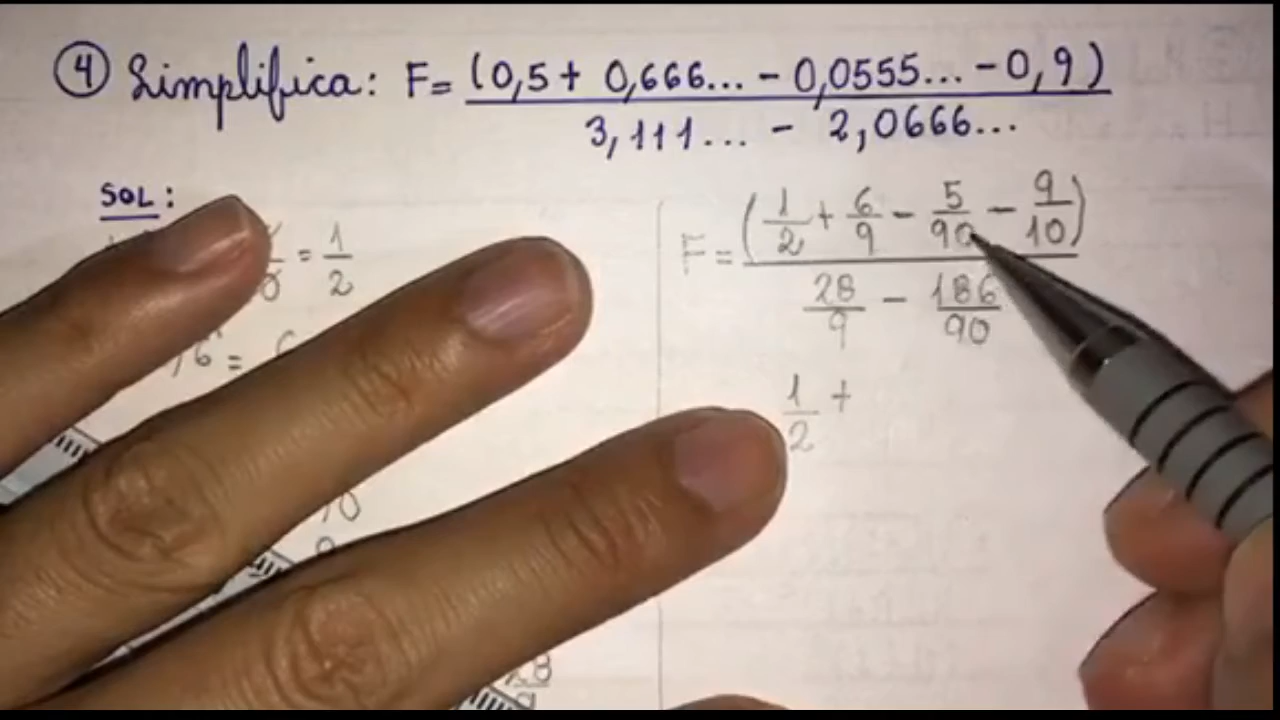 ④ Simplifica: F = (0,5 + 0,666... - 0,0555... - 0,9)
3,111... - 2,0666...
SOL:
= 1/2
F = (1/2 + 6/9 - 5/90 - 9/10)
28/9 - 186/90
1/2 +